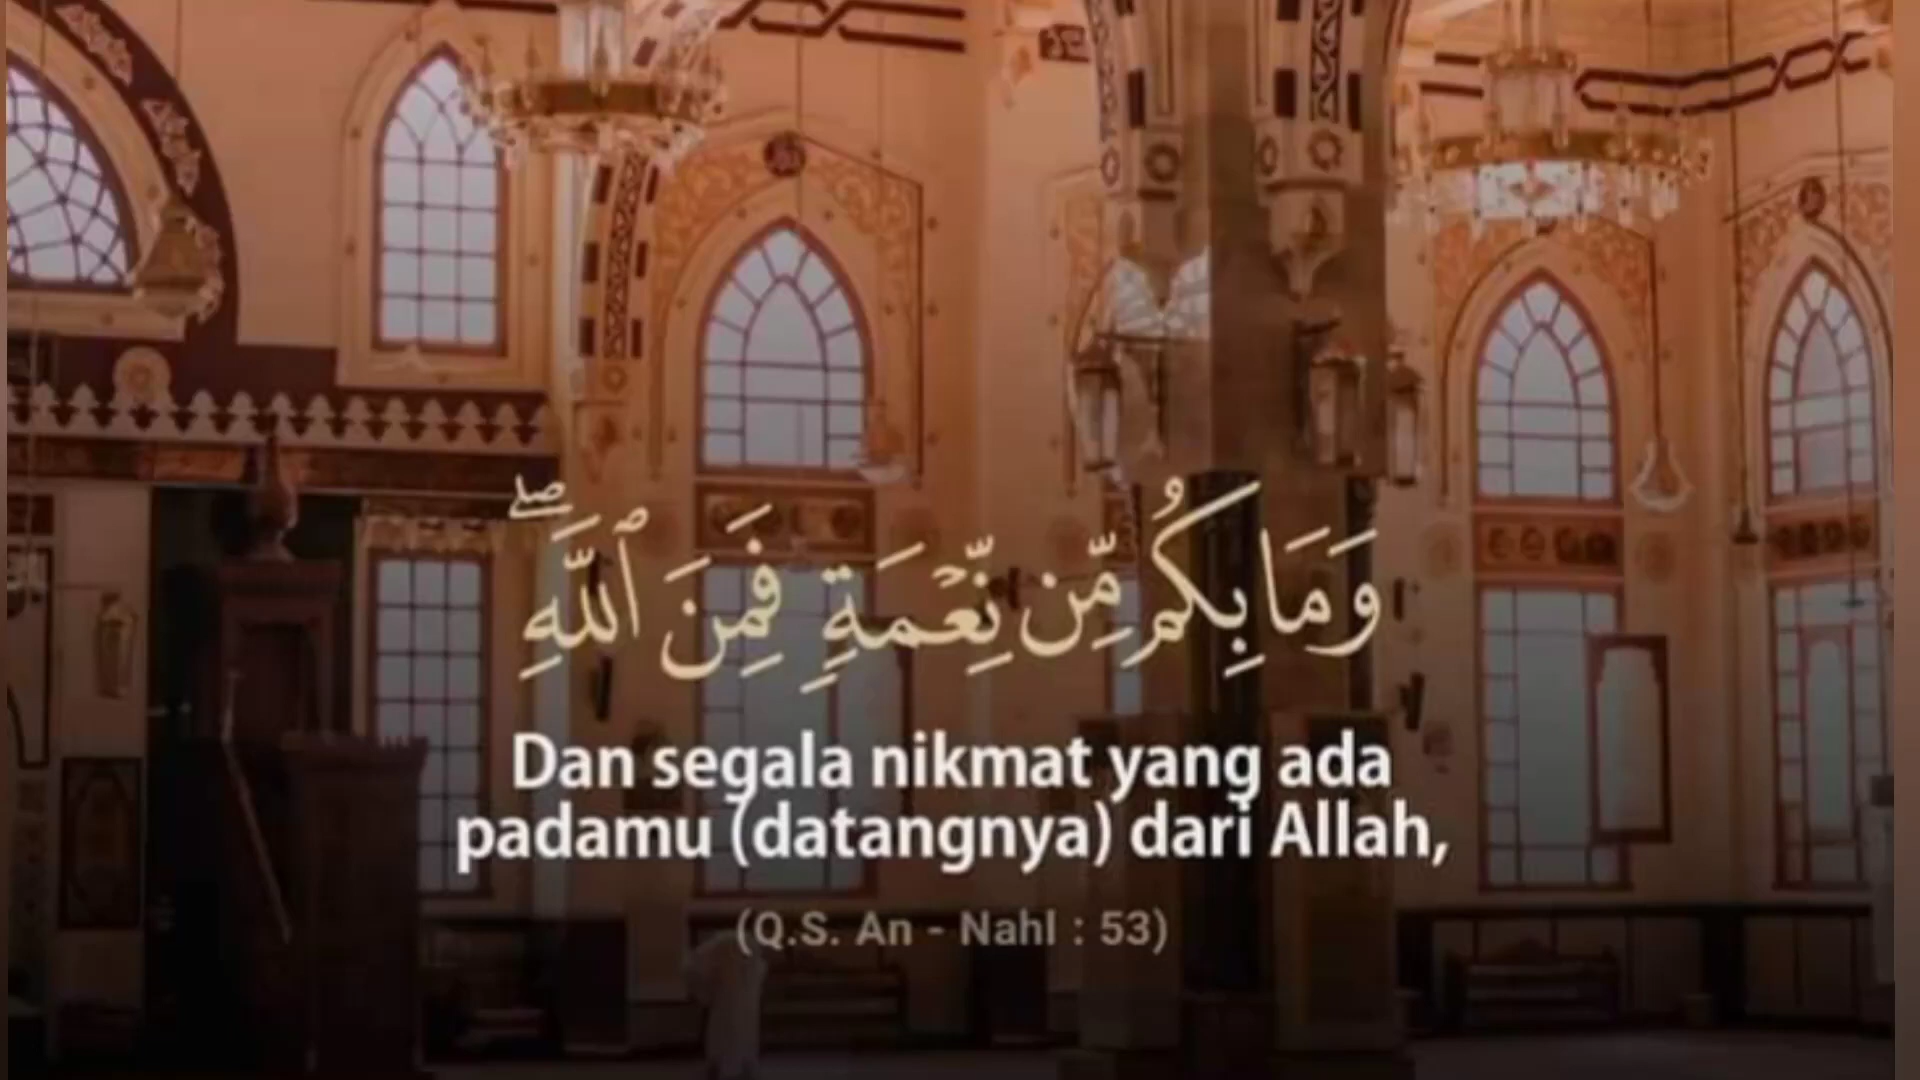 وَمَا بِكُم مِّن نِّعۡمَةٖ فَمِنَ ٱللَّهِۖ
Dan segala nikmat yang ada
padamu (datangnya) dari Allah,
(Q.S. An - Nahl : 53)